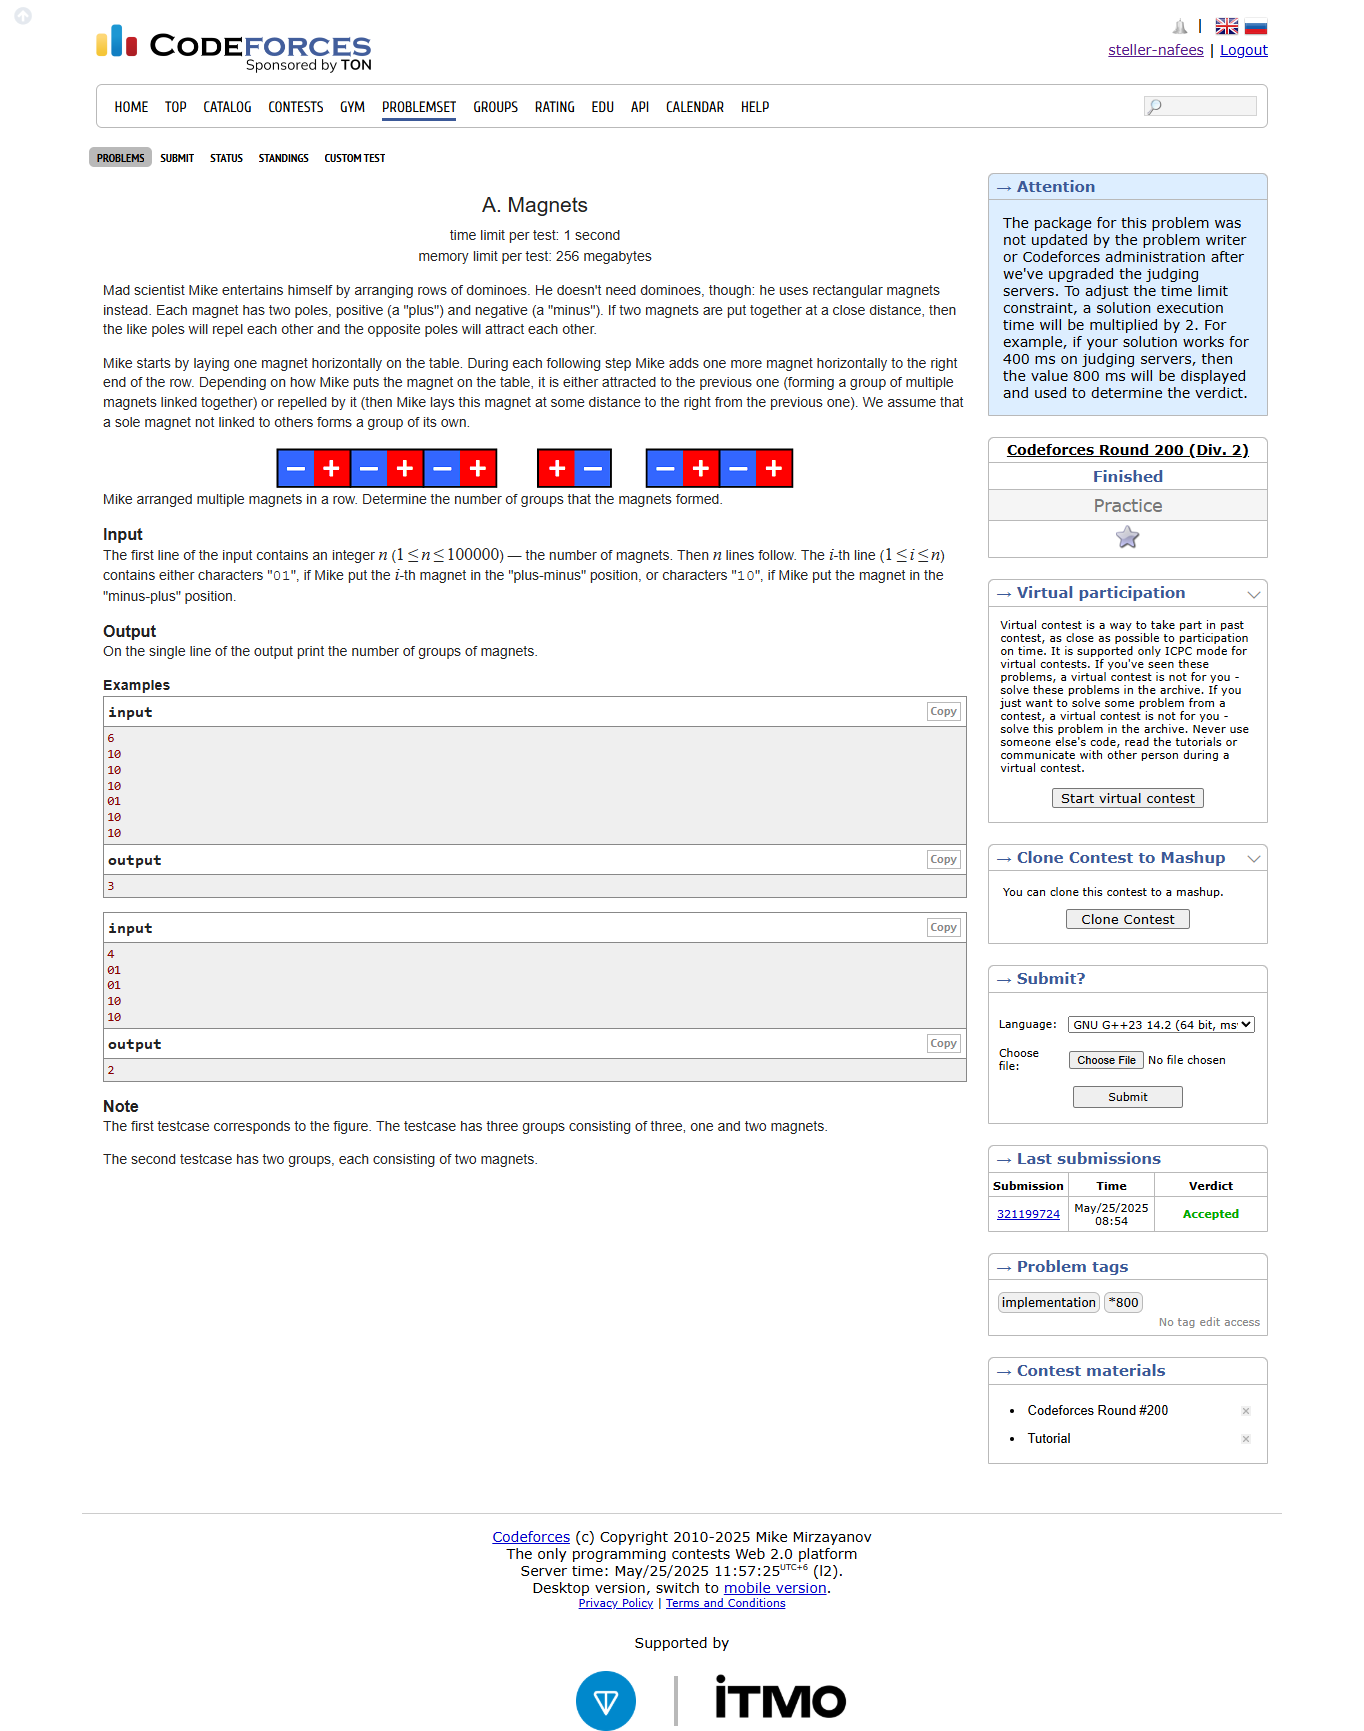 CODEFORCES
Sponsored by TON
|
steller-nafees | Logout
HOME TOP CATALOG CONTESTS GYM PROBLEMSET GROUPS RATING EDU API CALENDAR HELP
PROBLEMS SUBMIT STATUS STANDINGS CUSTOM TEST
A. Magnets
time limit per test: 1 second
memory limit per test: 256 megabytes
Mad scientist Mike entertains himself by arranging rows of dominoes. He doesn't need dominoes, though: he uses rectangular magnets
instead. Each magnet has two poles, positive (a "plus") and negative (a "minus"). If two magnets are put together at a close distance, then
the like poles will repel each other and the opposite poles will attract each other.
Mike starts by laying one magnet horizontally on the table. During each following step Mike adds one more magnet horizontally to the right
end of the row. Depending on how Mike puts the magnet on the table, it is either attracted to the previous one (forming a group of multiple
magnets linked together) or repelled by it (then Mike lays this magnet at some distance to the right from the previous one). We assume that
a sole magnet not linked to others forms a group of its own.
− + − + − + + − − + − +
Mike arranged multiple magnets in a row. Determine the number of groups that the magnets formed.
Input
The first line of the input contains an integer n (1 ≤ n ≤ 100000) — the number of magnets. Then n lines follow. The i-th line (1 ≤ i ≤ n)
contains either characters "01", if Mike put the i-th magnet in the "plus-minus" position, or characters "10", if Mike put the magnet in the
"minus-plus" position.
Output
On the single line of the output print the number of groups of magnets.
Examples
input Copy
6
10
10
10
01
10
10
output Copy
3
input Copy
4
01
01
10
10
output Copy
2
Note
The first testcase corresponds to the figure. The testcase has three groups consisting of three, one and two magnets.
The second testcase has two groups, each consisting of two magnets.
→ Attention
The package for this problem was
not updated by the problem writer
or Codeforces administration after
we've upgraded the judging
servers. To adjust the time limit
constraint, a solution execution
time will be multiplied by 2. For
example, if your solution works for
400 ms on judging servers, then
the value 800 ms will be displayed
and used to determine the verdict.
Codeforces Round 200 (Div. 2)
Finished
Practice
→ Virtual participation
Virtual contest is a way to take part in past
contest, as close as possible to participation
on time. It is supported only ICPC mode for
virtual contests. If you've seen these
problems, a virtual contest is not for you -
solve these problems in the archive. If you
just want to solve some problem from a
contest, a virtual contest is not for you -
solve this problem in the archive. Never use
someone else's code, read the tutorials or
communicate with other person during a
virtual contest.
Start virtual contest
→ Clone Contest to Mashup
You can clone this contest to a mashup.
Clone Contest
→ Submit?
Language: GNU G++23 14.2 (64 bit, ms
Choose
file: Choose File No file chosen
Submit
→ Last submissions
Submission Time Verdict
321199724 May/25/2025
08:54 Accepted
→ Problem tags
implementation *800
No tag edit access
→ Contest materials
• Codeforces Round #200 ×
• Tutorial ×
Codeforces (c) Copyright 2010-2025 Mike Mirzayanov
The only programming contests Web 2.0 platform
Server time: May/25/2025 11:57:25 UTC+6 (l2).
Desktop version, switch to mobile version.
Privacy Policy | Terms and Conditions
Supported by
iTMO